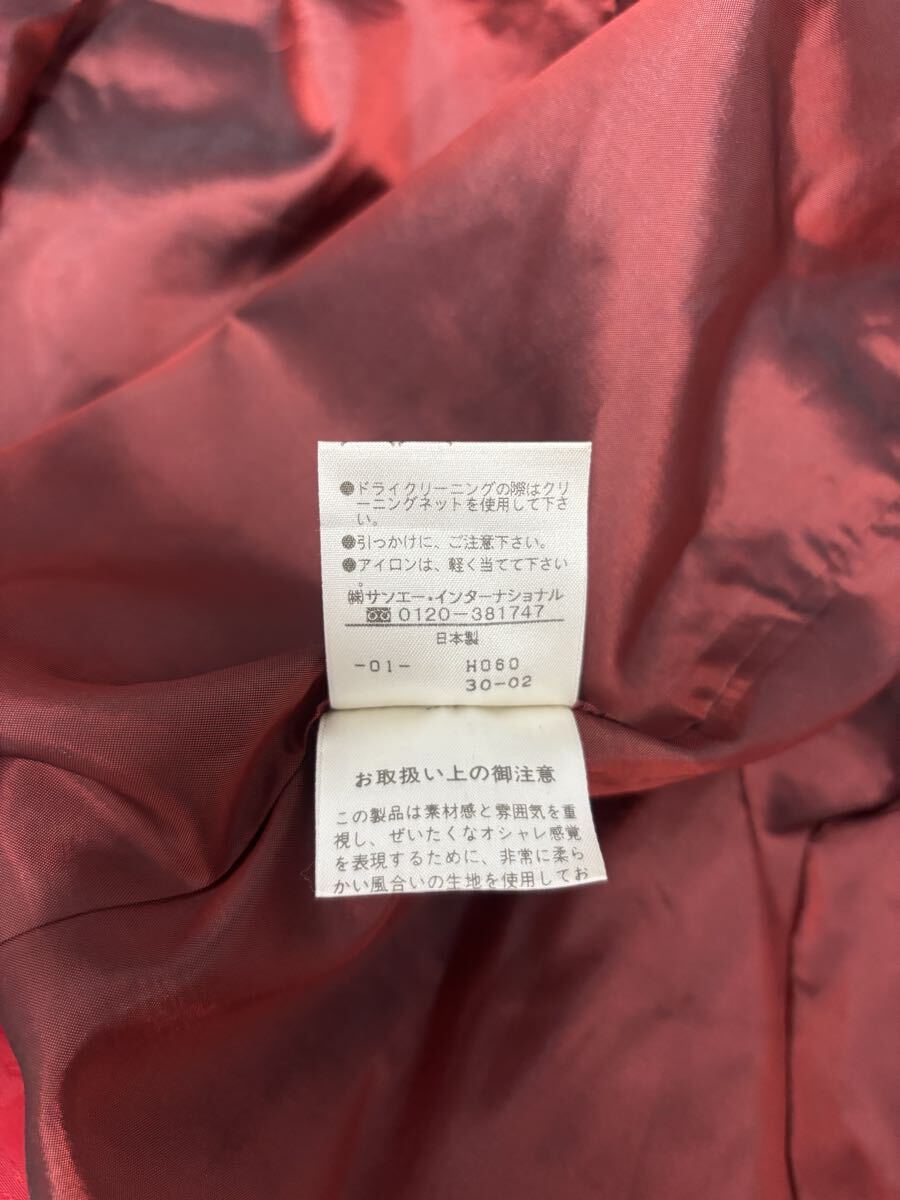 ●ドライクリーニングの際はクリ
ーニングネットを使用して下さ
い。
●引っかけに、ご注意下さい。
●アイロンは、軽く当てて下さい
。
㈱サンエー・インターナショナル
0120-381747
日本製
-01- H060
30-02
お取扱い上の御注意
この製品は素材感と雰囲気を重
視し、ぜいたくなオシャレ感覚
を表現するために、非常に柔ら
かい風合いの生地を使用してお